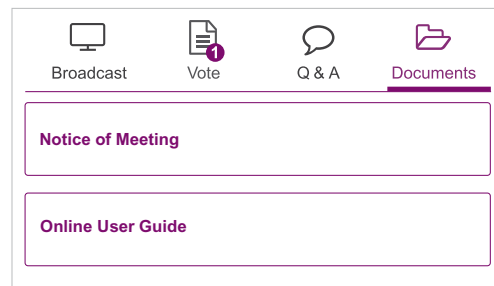 1
Broadcast Vote Q & A Documents
Notice of Meeting
Online User Guide